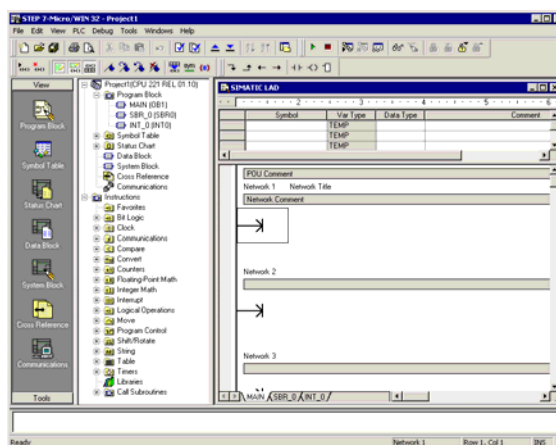 STEP 7-Micro/WIN 32 - Project1
File Edit View PLC Debug Tools Windows Help
View
Program Block
Symbol Table
Status Chart
Data Block
System Block
Cross Reference
Communications
Tools
Project1(CPU 221 REL 01.10)
Program Block
MAIN (OB1)
SBR_0 (SBR0)
INT_0 (INT0)
Symbol Table
Status Chart
Data Block
System Block
Cross Reference
Communications
Instructions
Favorites
Bit Logic
Clock
Communications
Compare
Convert
Counters
Floating-Point Math
Integer Math
Interrupt
Logical Operations
Move
Program Control
Shift/Rotate
String
Table
Timers
Libraries
Call Subroutines
SIMATIC LAD
2 3 4 5 6
Symbol Var Type Data Type Comment
TEMP
TEMP
TEMP
POU Comment
Network 1 Network Title
Network Comment
Network 2
Network 3
MAIN SBR_0 INT_0
Ready Network 1 Row 1, Col 1 INS